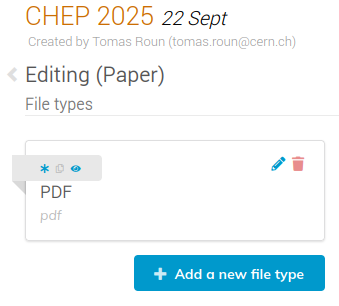 CHEP 2025 22 Sept
Created by Tomas Roun (tomas.roun@cern.ch)
Editing (Paper)
File types
PDF
pdf
Add a new file type